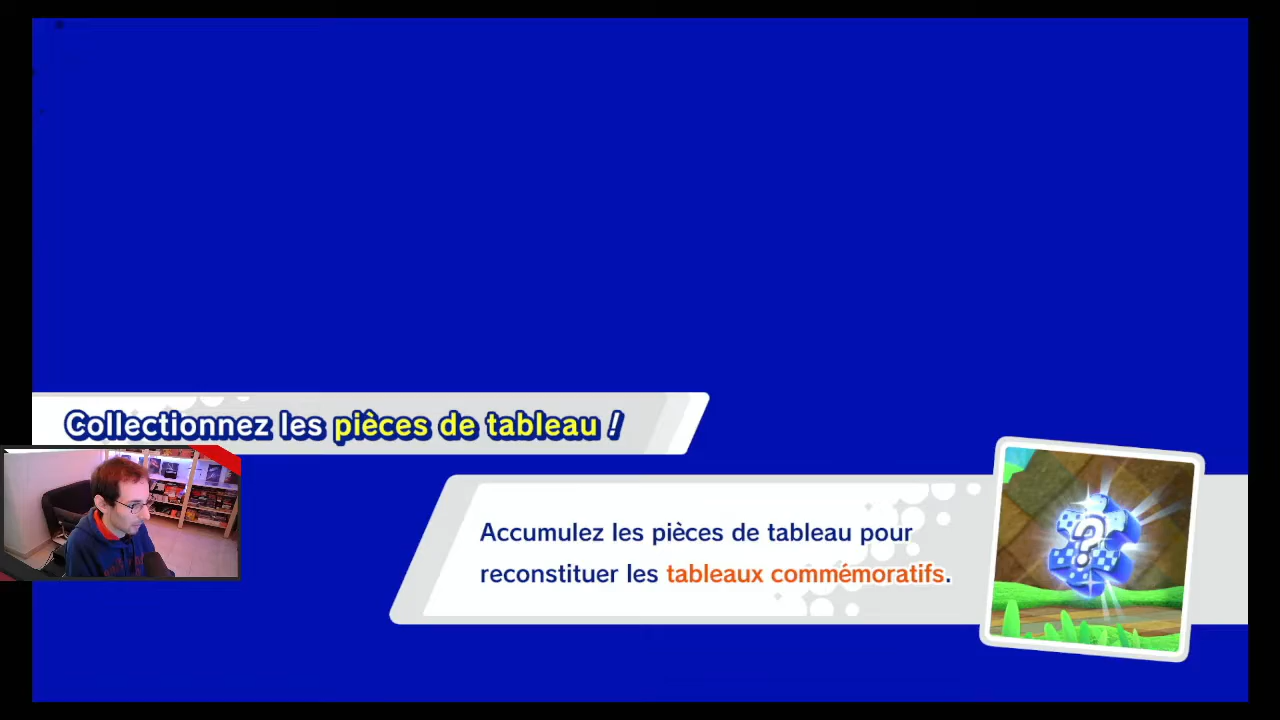 Collectionnez les pièces de tableau !
Accumulez les pièces de tableau pour
reconstituer les tableaux commémoratifs.
?